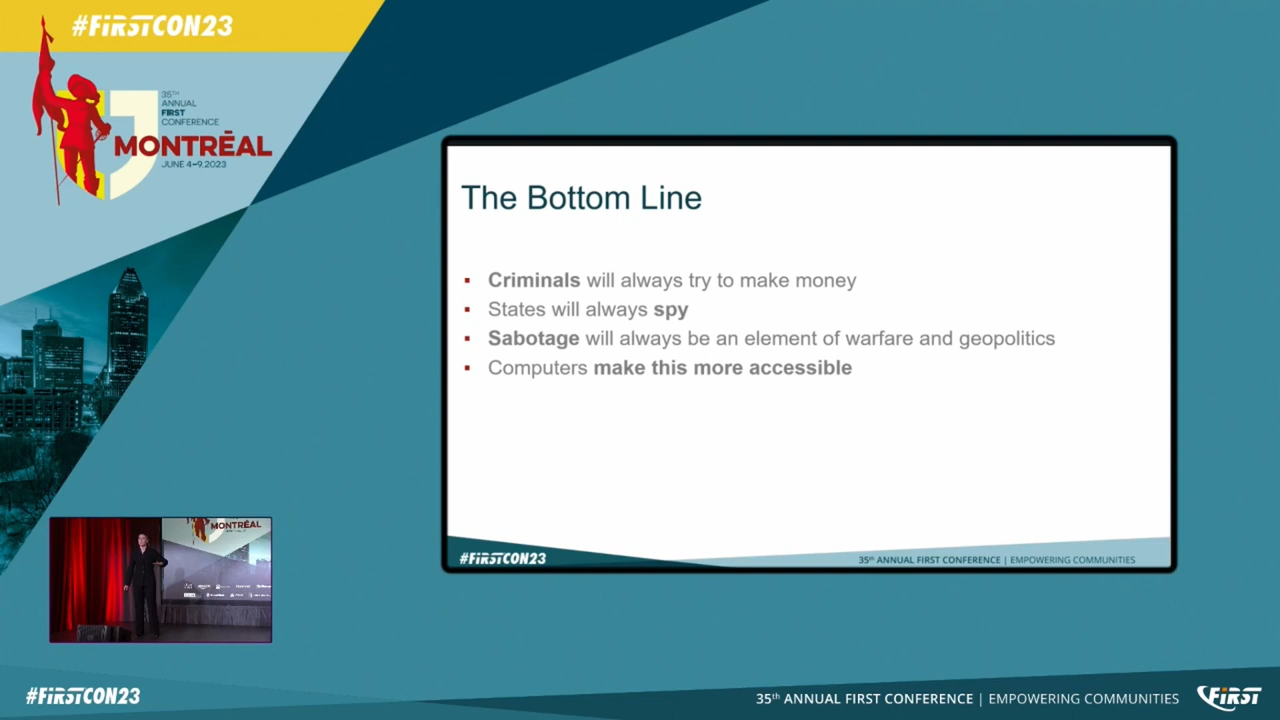 #FiRSTCON23
35TH
ANNUAL
FIRST
CONFERENCE
MONTRĒAL
JUNE 4–9, 2023
The Bottom Line
▪ Criminals will always try to make money
▪ States will always spy
▪ Sabotage will always be an element of warfare and geopolitics
▪ Computers make this more accessible
#FiRSTCON23
35th ANNUAL FIRST CONFERENCE | EMPOWERING COMMUNITIES
MONTRĒAL
#FiRSTCON23
35th ANNUAL FIRST CONFERENCE | EMPOWERING COMMUNITIES
FiRST